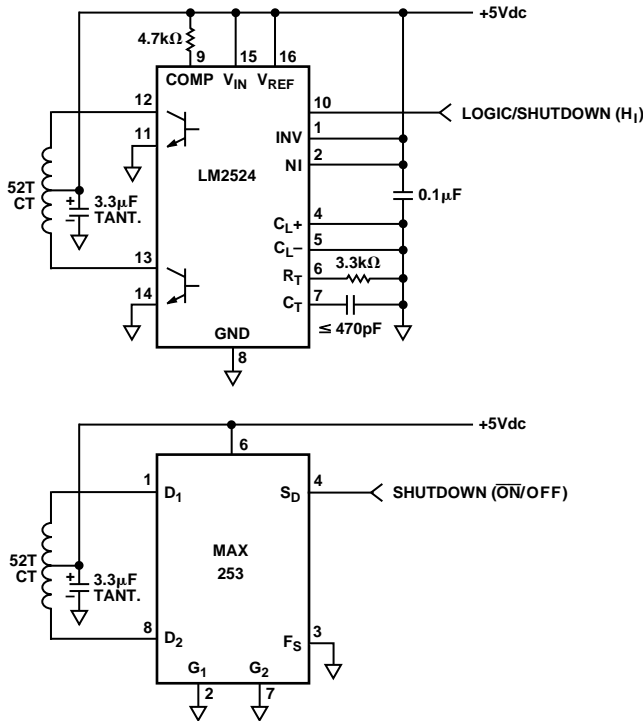 +5Vdc
4.7kΩ
9 15 16
COMP V_IN V_REF
12
10
LOGIC/SHUTDOWN (H_I)
11
1
INV
2
NI
LM2524
52T
CT
+
3.3μF
–
TANT.
0.1μF
4
C_L+
5
C_L–
13
3.3kΩ
6
R_T
7
C_T
14
≤ 470pF
GND
8
+5Vdc
6
1
D_1
4
S_D
SHUTDOWN (O̅N̅/OFF)
MAX
253
52T
CT
+
3.3μF
–
TANT.
8
D_2
3
F_S
G_1 G_2
2 7